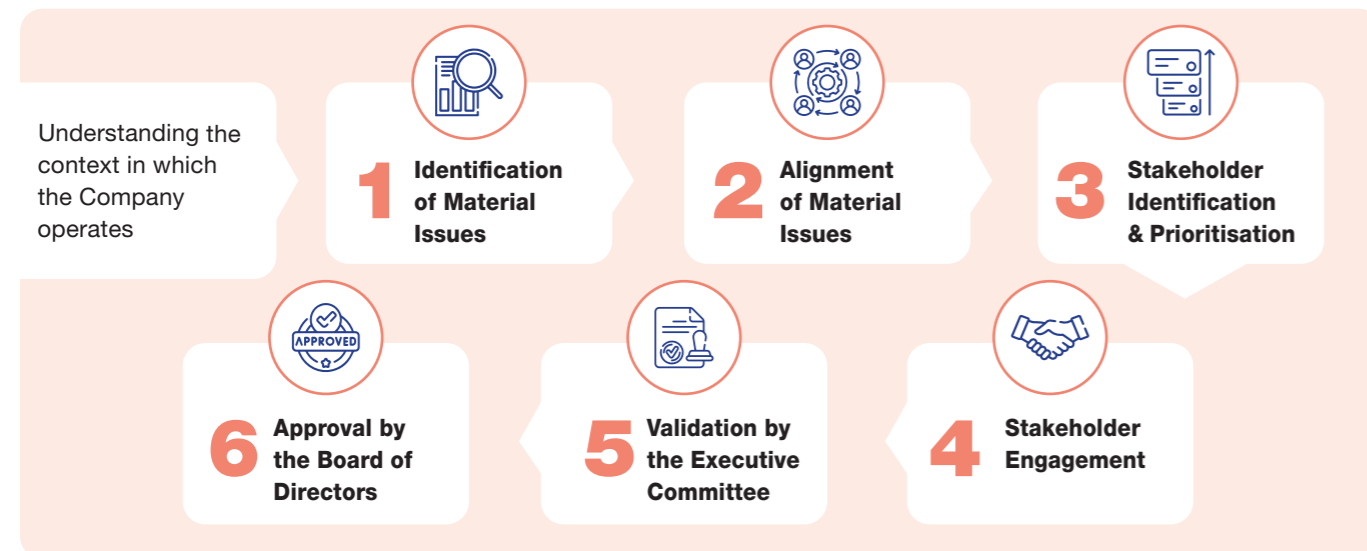 Understanding the
context in which
the Company
operates
1
Identification
of Material
Issues
2
Alignment
of Material
Issues
3
Stakeholder
Identification
& Prioritisation
4
Stakeholder
Engagement
5
Validation by
the Executive
Committee
APPROVED
6
Approval by
the Board of
Directors